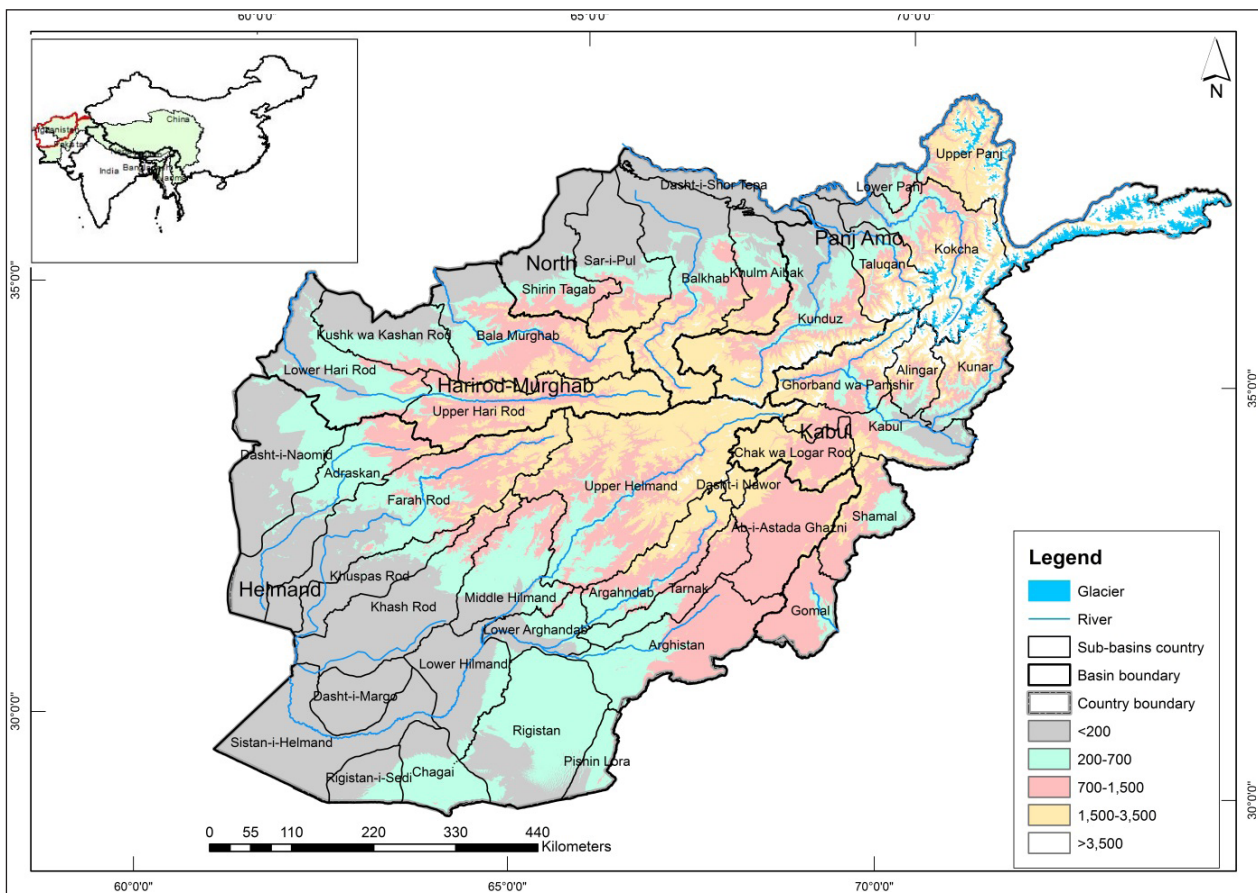 60°0'0"
65°0'0"
70°0'0"
China
Afghanistan
India
N
Upper Panj
Dasht-i-Shor Tepa
Lower Panj
Panj Amo
Kokcha
North
Sar-i-Pul
Taluqan
Balkhab
Khulm Aibak
35°0'0"
Shirin Tagab
Kunduz
Kushk wa Kashan Rod
Bala Murghab
Lower Hari Rod
Alingar
Kunar
Harirod-Murghab
Ghorband wa Panjshir
35°0'0"
Upper Hari Rod
Kabul
Kabul
Dasht-i-Naomid
Chak wa Logar Rod
Adraskan
Upper Helmand
Dasht-i Nawor
Farah Rod
Shamal
Ab-i-Astada Ghazni
Khuspas Rod
Helmand
Khash Rod
Middle Hilmand
Argahndab
Tarnak
Gomal
Lower Arghandab
Arghistan
Lower Hilmand
Dasht-i-Margo
30°0'0"
Sistan-i-Helmand
Rigistan
Rigistan-i-Sedi
Chagai
Pishin Lora
30°0'0"
Legend
Glacier
River
Sub-basins country
Basin boundary
Country boundary
<200
200-700
700-1,500
1,500-3,500
>3,500
0 55 110 220 330 440
Kilometers
60°0'0"
65°0'0"
70°0'0"